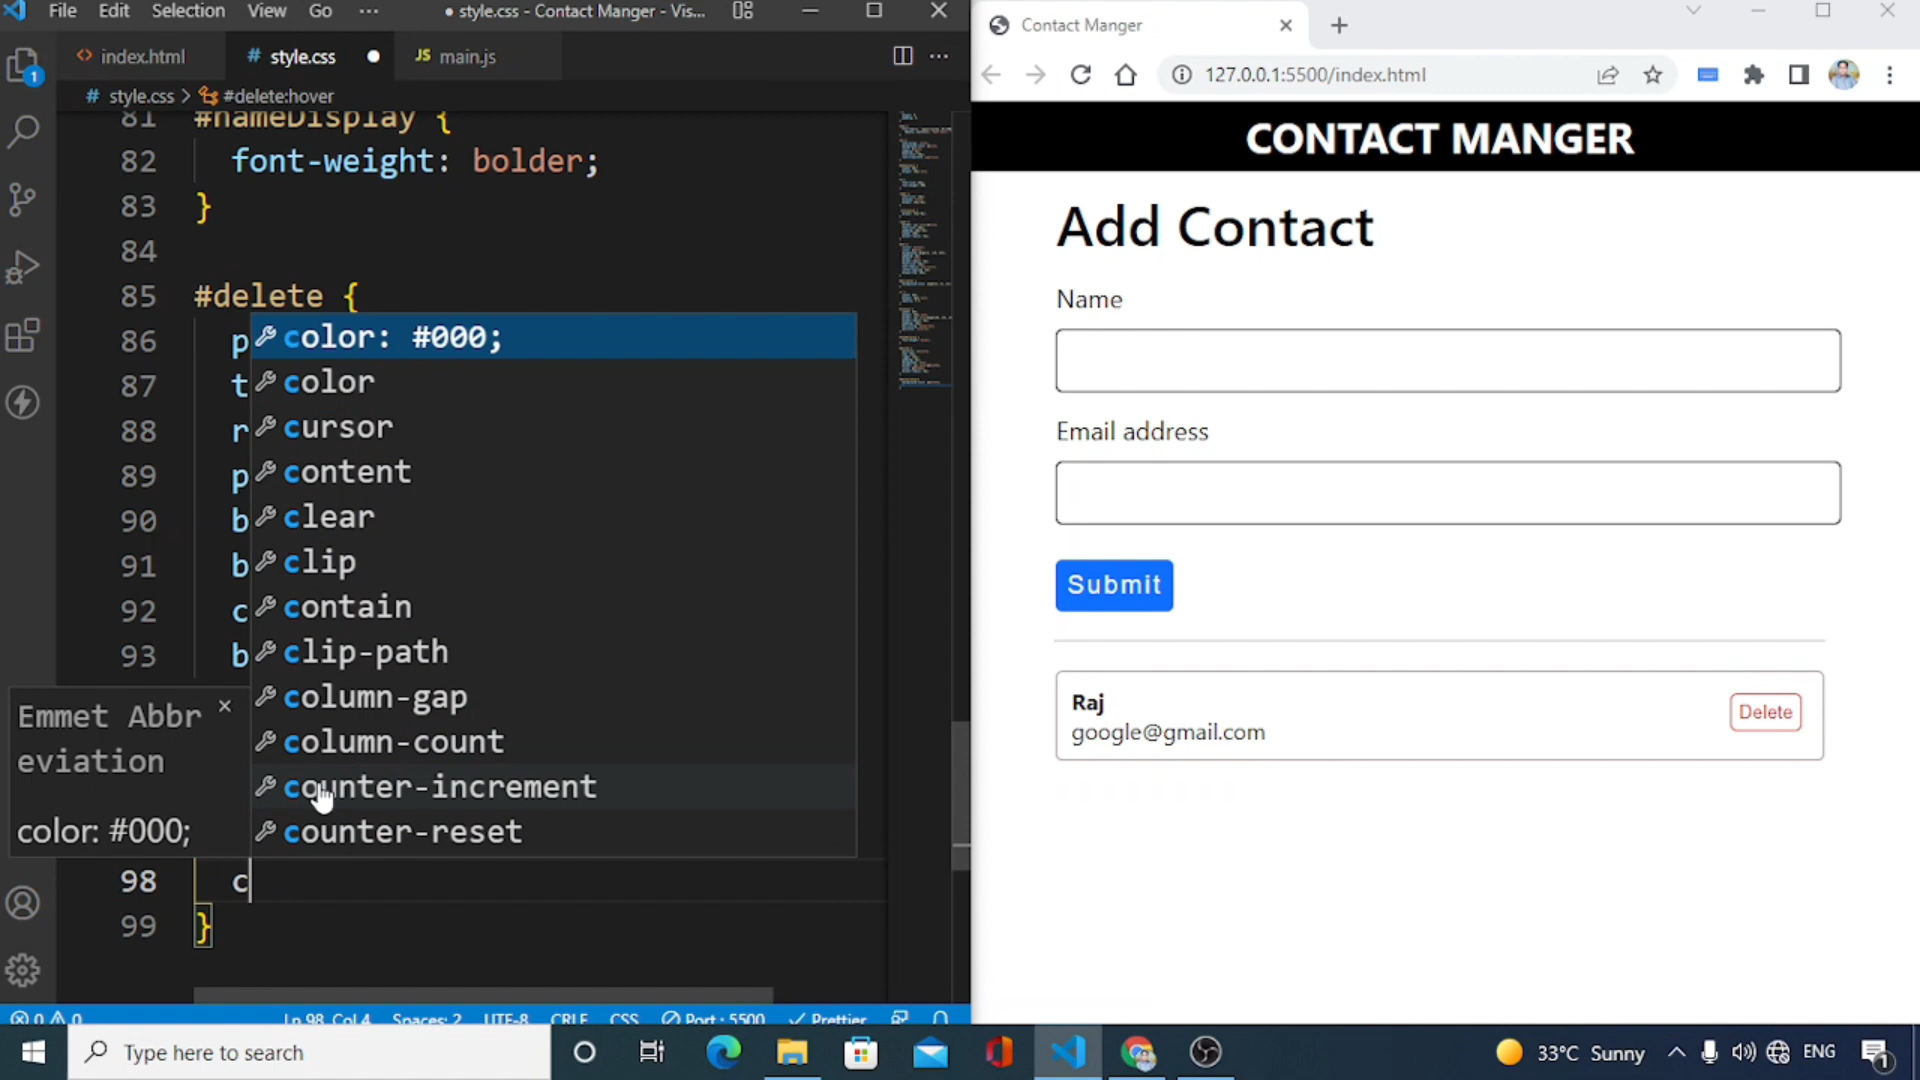 File Edit Selection View Go ··· ● style.css - Contact Manger - Vis...
index.html # style.css ● JS main.js
# style.css > #delete:hover
81 #nameDisplay {
82 font-weight: bolder;
83 }
84
85 #delete {
86 p
87 t
88 r
89 p
90 b
91 b
92 c
93 b
color: #000;
color
cursor
content
clear
clip
contain
clip-path
column-gap
column-count
counter-increment
counter-reset
Emmet Abbr
eviation
color: #000;
98 c
99 }
0 0 Ln 98, Col 4 Spaces: 2 UTF-8 CRLF CSS Port : 5500 Prettier
Contact Manger
127.0.0.1:5500/index.html
CONTACT MANGER
Add Contact
Name
Email address
Submit
Raj
google@gmail.com
Delete
Type here to search
33°C Sunny ENG 1